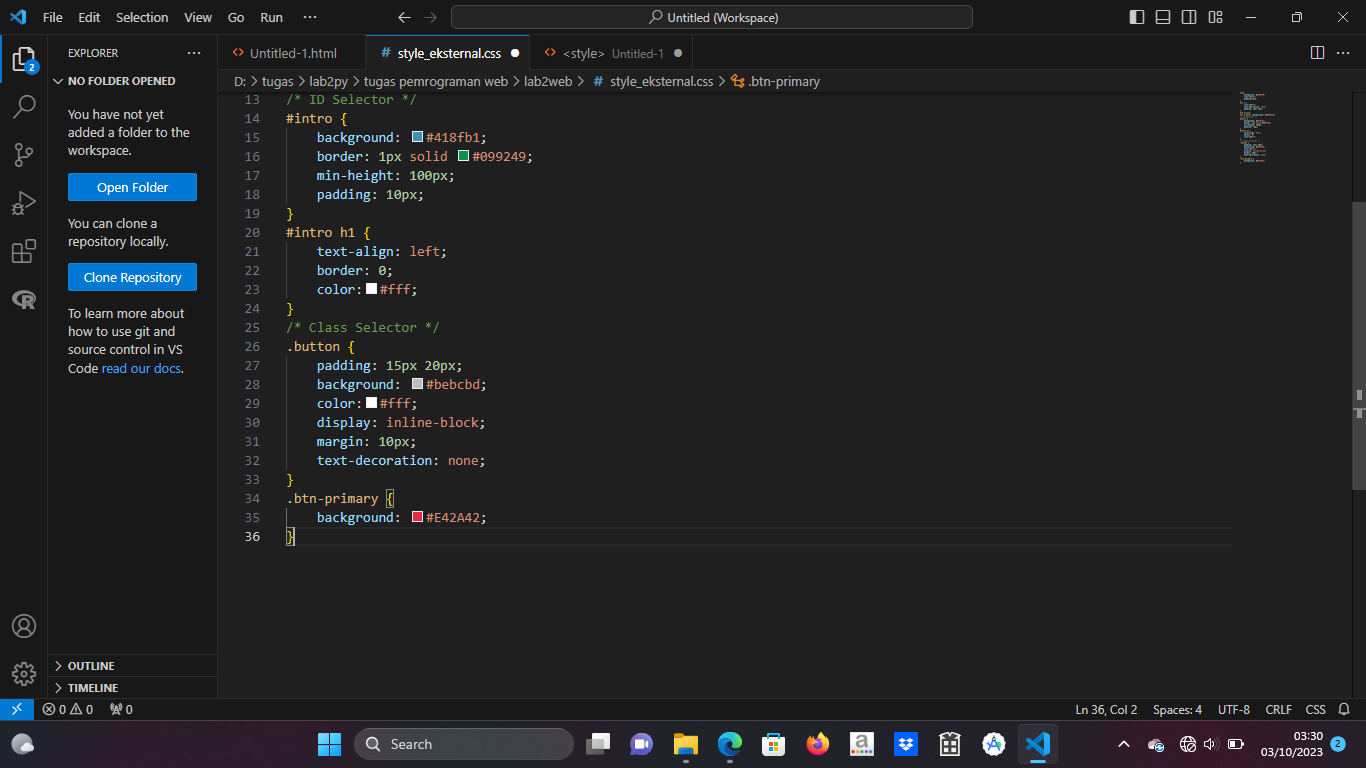 File Edit Selection View Go Run ···
Untitled (Workspace)
EXPLORER
Untitled-1.html
style_eksternal.css
<style> Untitled-1
NO FOLDER OPENED
D: > tugas > lab2py > tugas pemrograman web > lab2web > # style_eksternal.css > .btn-primary
2
You have not yet
added a folder to the
workspace.
Open Folder
You can clone a
repository locally.
Clone Repository
To learn more about
how to use git and
source control in VS
Code read our docs.
OUTLINE
TIMELINE
13 /* ID Selector */
14 #intro {
15 background: #418fb1;
16 border: 1px solid #099249;
17 min-height: 100px;
18 padding: 10px;
19 }
20 #intro h1 {
21 text-align: left;
22 border: 0;
23 color: #fff;
24 }
25 /* Class Selector */
26 .button {
27 padding: 15px 20px;
28 background: #bebcbd;
29 color: #fff;
30 display: inline-block;
31 margin: 10px;
32 text-decoration: none;
33 }
34 .btn-primary {
35 background: #E42A42;
36 }
0 0 0
Ln 36, Col 2 Spaces: 4 UTF-8 CRLF CSS
Search
03:30
03/10/2023
2